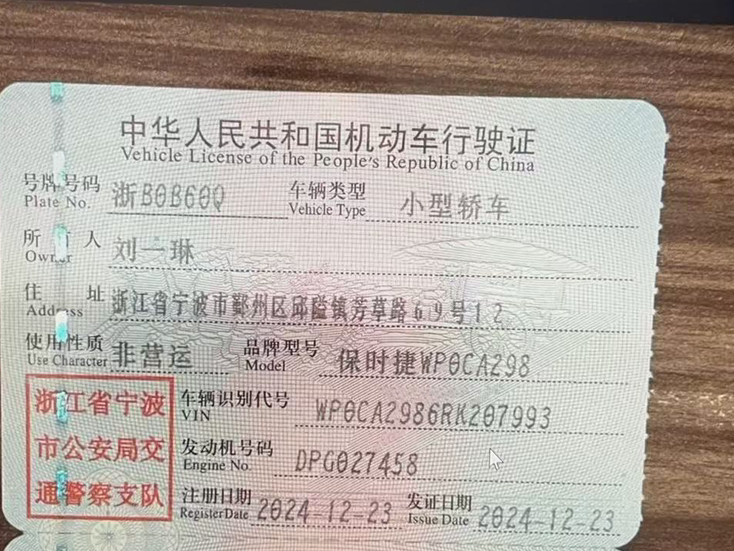 中华人民共和国机动车行驶证
Vehicle License of the People's Republic of China
号牌号码 浙B0B60Q 车辆类型 小型轿车
Plate No. Vehicle Type
所 人 刘一琳
Owner
住 址 浙江省宁波市鄞州区邱隘镇芳草路69号12
Address
使用性质 非营运 品牌型号 保时捷WP0CA298
Use Character Model
浙江省宁波
市公安局交
通警察支队
车辆识别代号 WP0CA2986RK207993
VIN
发动机号码 DPG027458
Engine No.
注册日期 2024-12-23 发证日期 2024-12-23
Register Date Issue Date